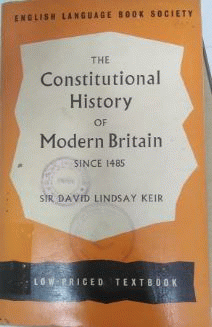 ENGLISH LANGUAGE BOOK SOCIETY
THE
Constitutional
History
OF
Modern Britain
SINCE 1485
SIR DAVID LINDSAY KEIR
LOW-PRICED TEXTBOOK